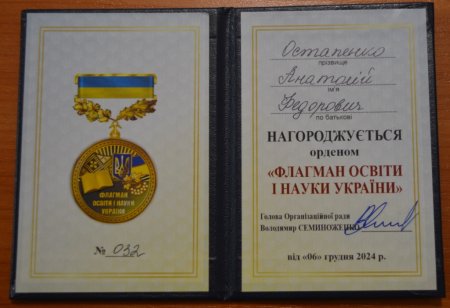 ФЛАГМАН
ОСВІТИ І НАУКИ
УКРАЇНИ
№ 032
Остапенко
прізвище
Анатолій
ім'я
Федорович
по батькові
НАГОРОДЖУЄТЬСЯ
орденом
«ФЛАГМАН ОСВІТИ
І НАУКИ УКРАЇНИ»
Голова Організаційної ради
Володимир СЕМИНОЖЕНКО
від «06» грудня 2024 р.